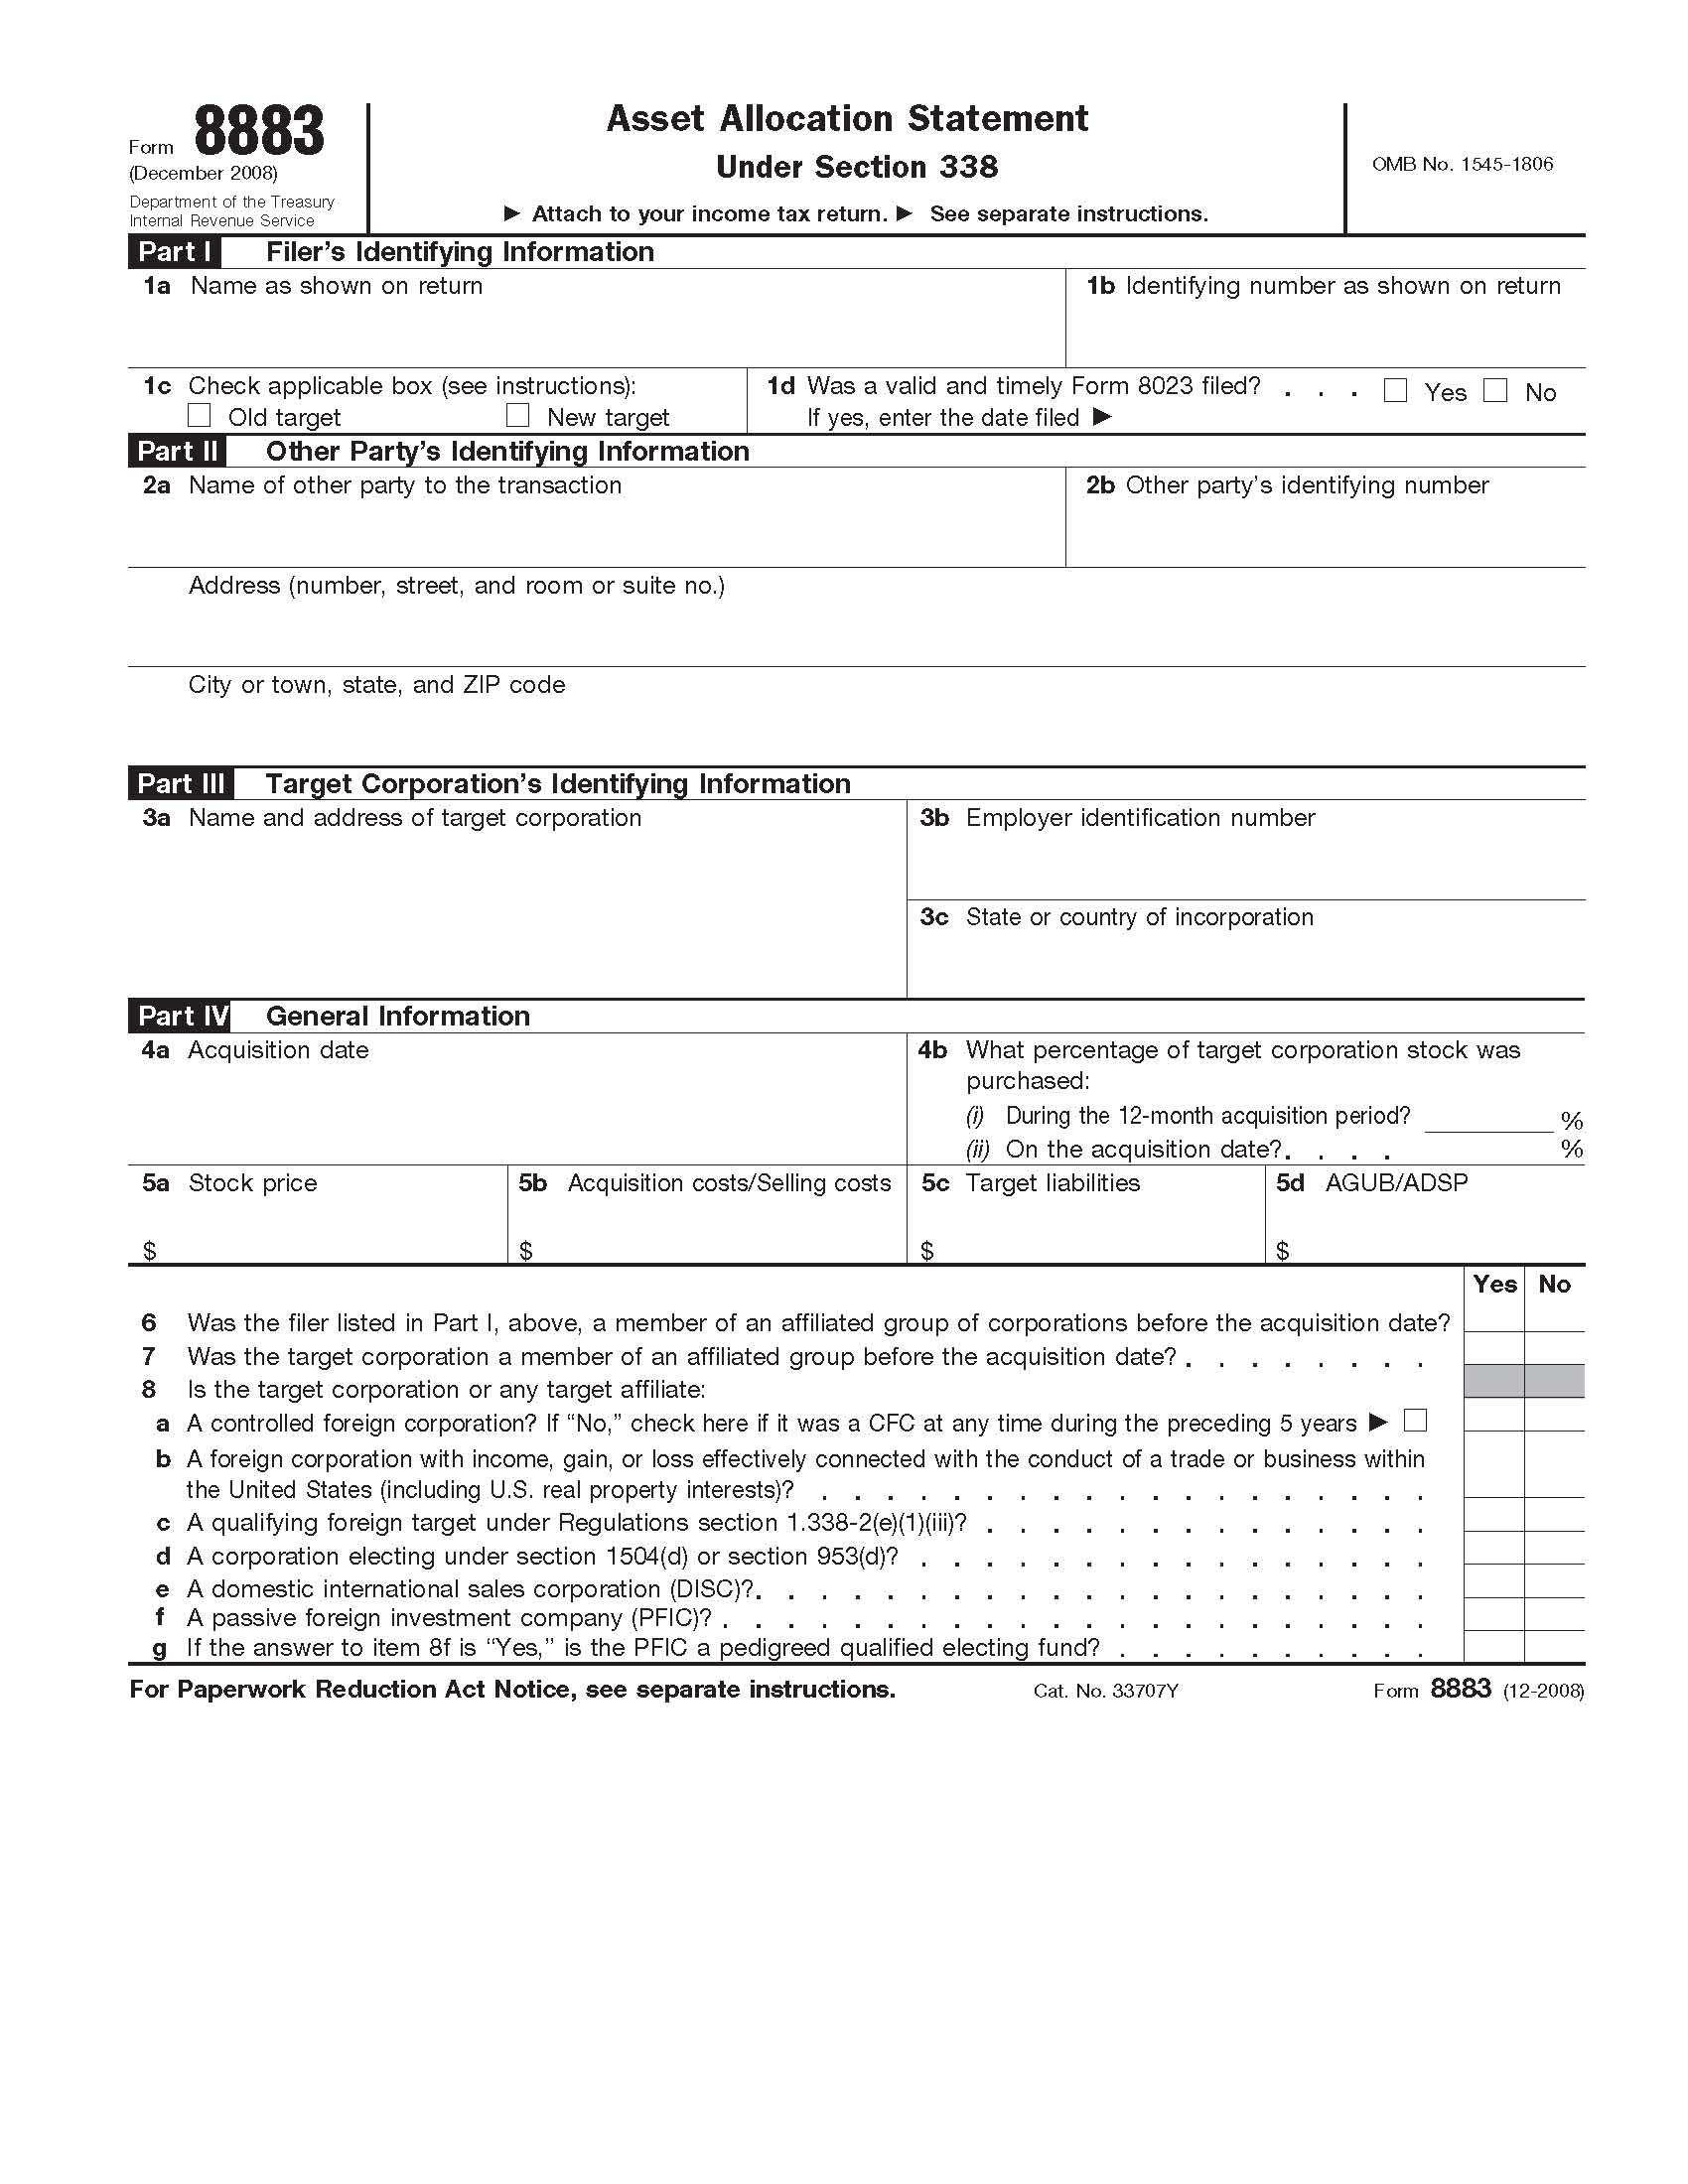 Form 8883
(December 2008)
Department of the Treasury
Internal Revenue Service
Asset Allocation Statement
Under Section 338
► Attach to your income tax return. ► See separate instructions.
OMB No. 1545-1806
Part I Filer's Identifying Information
1a Name as shown on return
1b Identifying number as shown on return
1c Check applicable box (see instructions):
Old target New target
1d Was a valid and timely Form 8023 filed? . . . Yes No
If yes, enter the date filed ►
Part II Other Party's Identifying Information
2a Name of other party to the transaction
2b Other party's identifying number
Address (number, street, and room or suite no.)
City or town, state, and ZIP code
Part III Target Corporation's Identifying Information
3a Name and address of target corporation
3b Employer identification number
3c State or country of incorporation
Part IV General Information
4a Acquisition date
4b What percentage of target corporation stock was
purchased:
(i) During the 12-month acquisition period? %
(ii) On the acquisition date?. . . . %
5a Stock price
$
5b Acquisition costs/Selling costs
$
5c Target liabilities
$
5d AGUB/ADSP
$
Yes No
6 Was the filer listed in Part I, above, a member of an affiliated group of corporations before the acquisition date?
7 Was the target corporation a member of an affiliated group before the acquisition date? . . . . . . . .
8 Is the target corporation or any target affiliate:
a A controlled foreign corporation? If “No,” check here if it was a CFC at any time during the preceding 5 years ►
b A foreign corporation with income, gain, or loss effectively connected with the conduct of a trade or business within
the United States (including U.S. real property interests)? . . . . . . . . . . . . . . . . . . .
c A qualifying foreign target under Regulations section 1.338-2(e)(1)(iii)? . . . . . . . . . . . . . .
d A corporation electing under section 1504(d) or section 953(d)? . . . . . . . . . . . . . . . .
e A domestic international sales corporation (DISC)?. . . . . . . . . . . . . . . . . . . . .
f A passive foreign investment company (PFIC)? . . . . . . . . . . . . . . . . . . . . . .
g If the answer to item 8f is “Yes,” is the PFIC a pedigreed qualified electing fund? . . . . . . . . . .
For Paperwork Reduction Act Notice, see separate instructions. Cat. No. 33707Y Form 8883 (12-2008)